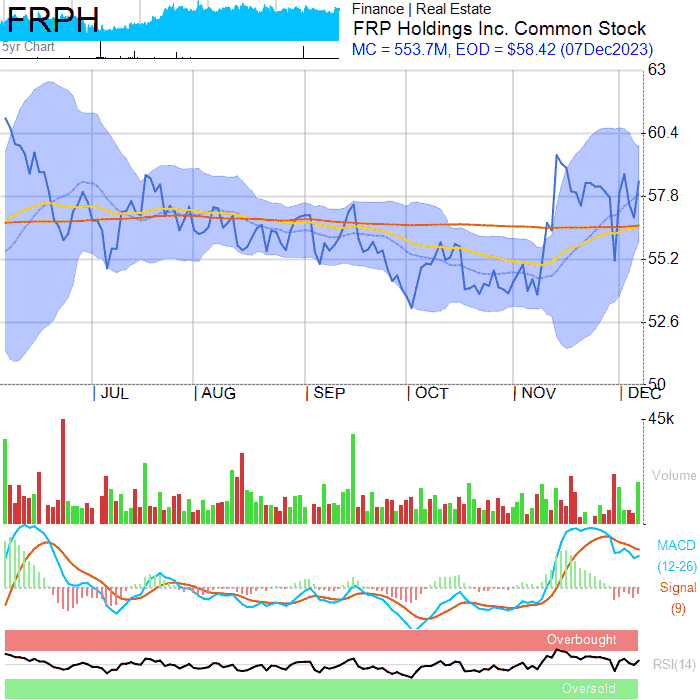 FRPH
5yr Chart
Finance | Real Estate
FRP Holdings Inc. Common Stock
MC = 553.7M, EOD = $58.42 (07Dec2023)
63
60.4
57.8
55.2
52.6
50
JUL AUG SEP OCT NOV DEC
45k
Volume
MACD
(12-26)
Signal
(9)
Overbought
RSI(14)
Oversold